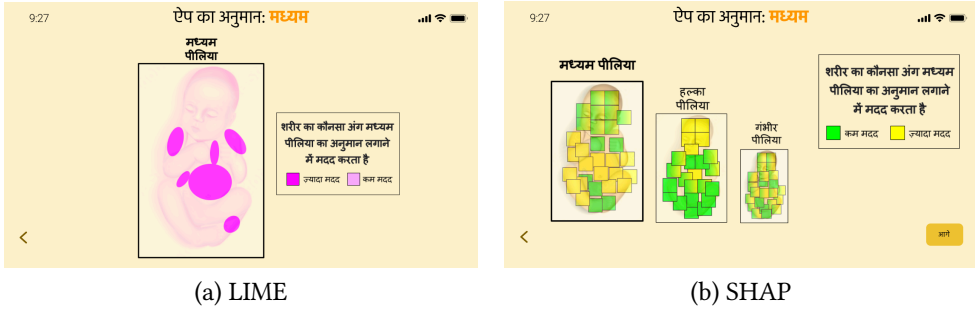 9:27
ऐप का अनुमान: मध्यम
मध्यम
पीलिया
शरीर का कौनसा अंग मध्यम
पीलिया का अनुमान लगाने
में मदद करता है
ज़्यादा मदद
कम मदद
(a) LIME
9:27
ऐप का अनुमान: मध्यम
मध्यम पीलिया
हल्का
पीलिया
गंभीर
पीलिया
शरीर का कौनसा अंग मध्यम
पीलिया का अनुमान लगाने
में मदद करता है
कम मदद
ज़्यादा मदद
आगे
(b) SHAP